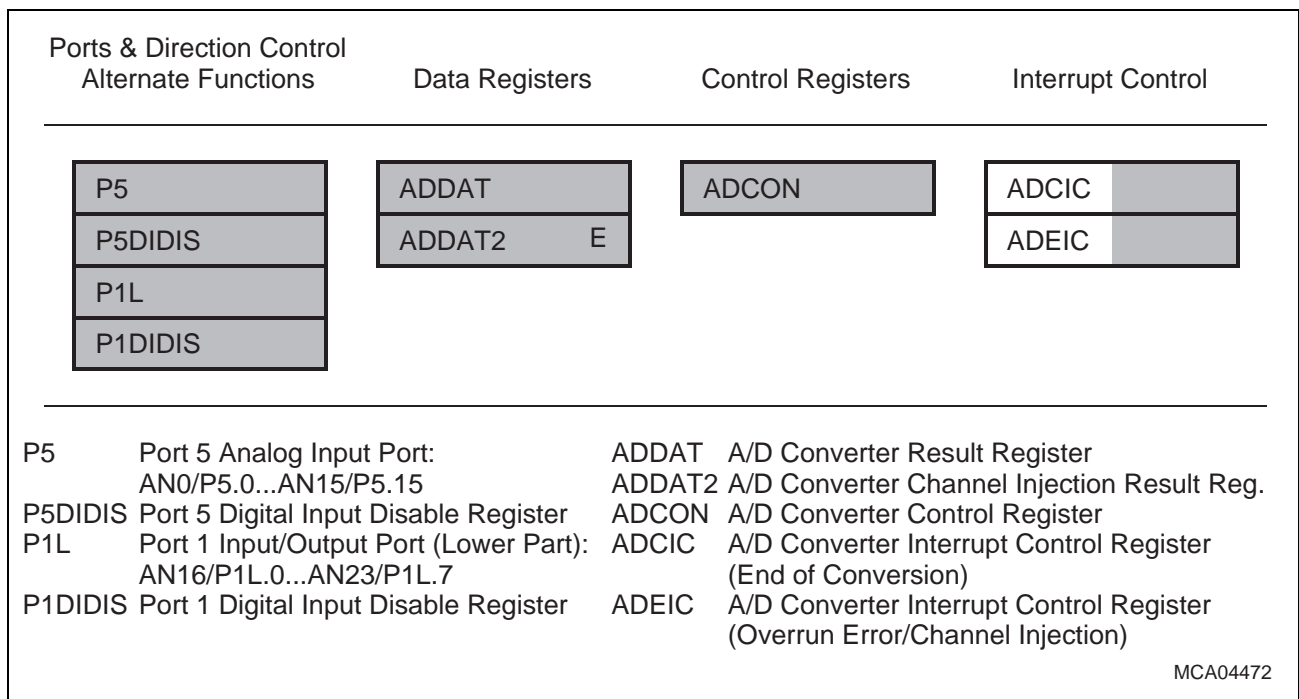 Ports & Direction Control
Alternate Functions
Data Registers
Control Registers
Interrupt Control
P5
ADDAT
ADCON
ADCIC
P5DIDIS
ADDAT2 E
ADEIC
P1L
P1DIDIS
P5 Port 5 Analog Input Port:
AN0/P5.0...AN15/P5.15
P5DIDIS Port 5 Digital Input Disable Register
P1L Port 1 Input/Output Port (Lower Part):
AN16/P1L.0...AN23/P1L.7
P1DIDIS Port 1 Digital Input Disable Register
ADDAT A/D Converter Result Register
ADDAT2 A/D Converter Channel Injection Result Reg.
ADCON A/D Converter Control Register
ADCIC A/D Converter Interrupt Control Register
(End of Conversion)
ADEIC A/D Converter Interrupt Control Register
(Overrun Error/Channel Injection)
MCA04472